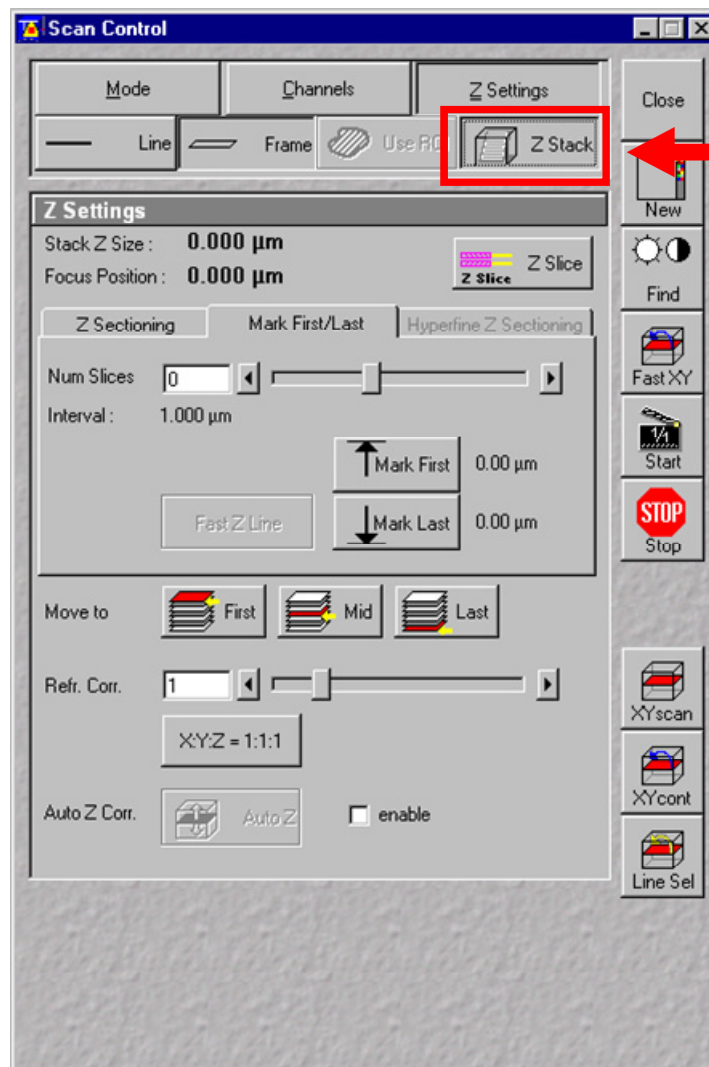 Scan Control
Mode Channels Z Settings Close
Line Frame Use ROI Z Stack
New
Z Settings
Stack Z Size : 0.000 µm
Focus Position : 0.000 µm
Z Slice Z Slice
Find
Z Sectioning Mark First/Last Hyperfine Z Sectioning
Num Slices 0
Fast XY
Interval : 1.000 µm
Mark First 0.00 µm
1/1
Start
Fast Z Line Mark Last 0.00 µm
STOP
Stop
Move to First Mid Last
Refr. Corr. 1
XYscan
X:Y:Z = 1:1:1
XYcont
Auto Z Corr. Auto Z enable
Line Sel